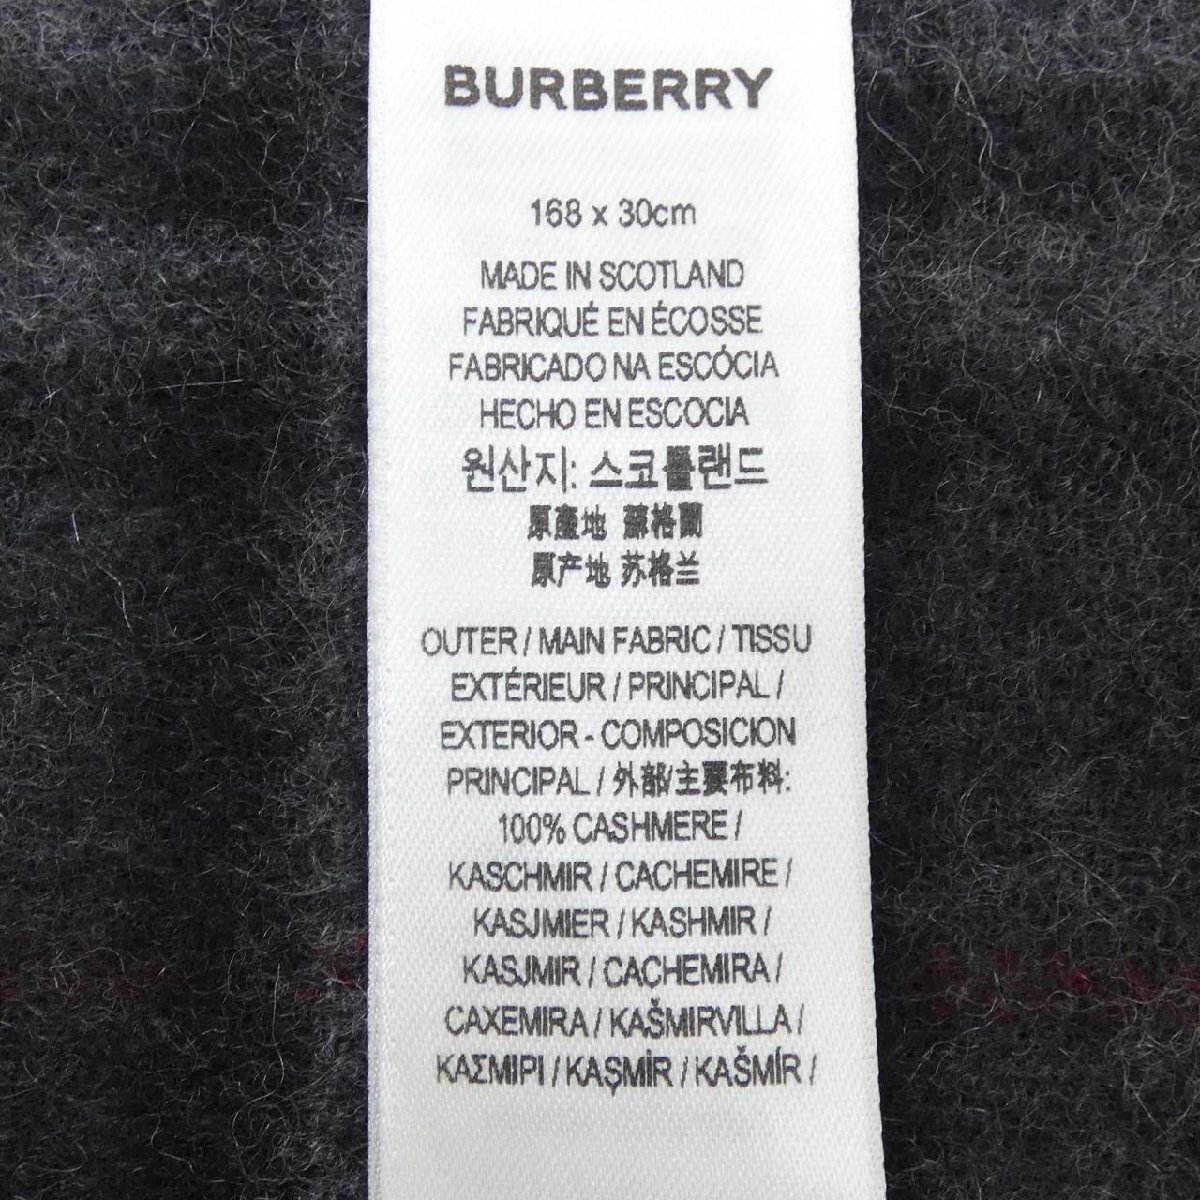 BURBERRY
168 x 30cm
MADE IN SCOTLAND
FABRIQUÉ EN ÉCOSSE
FABRICADO NA ESCÓCIA
HECHO EN ESCOCIA
원산지: 스코틀랜드
原產地 蘇格蘭
原产地 苏格兰
OUTER / MAIN FABRIC / TISSU
EXTÉRIEUR / PRINCIPAL /
EXTERIOR - COMPOSICION
PRINCIPAL / 外部/主要布料:
100% CASHMERE /
KASCHMIR / CACHEMIRE /
KASJMIER / KASHMIR /
KASJMIR / CACHEMIRA /
CAXEMIRA / KAŠMIRVILLA /
ΚΑΣΜΙΡΙ / KAŞMİR / KAŠMÍR /